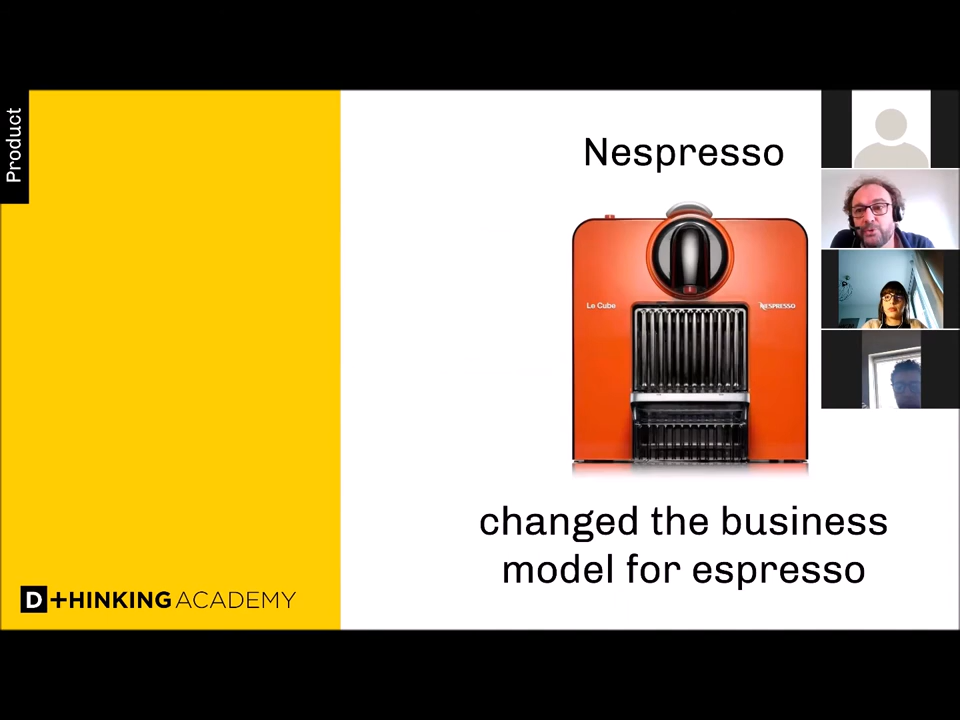 Product
Nespresso
Le Cube
NESPRESSO
changed the business
model for espresso
D+HINKING ACADEMY